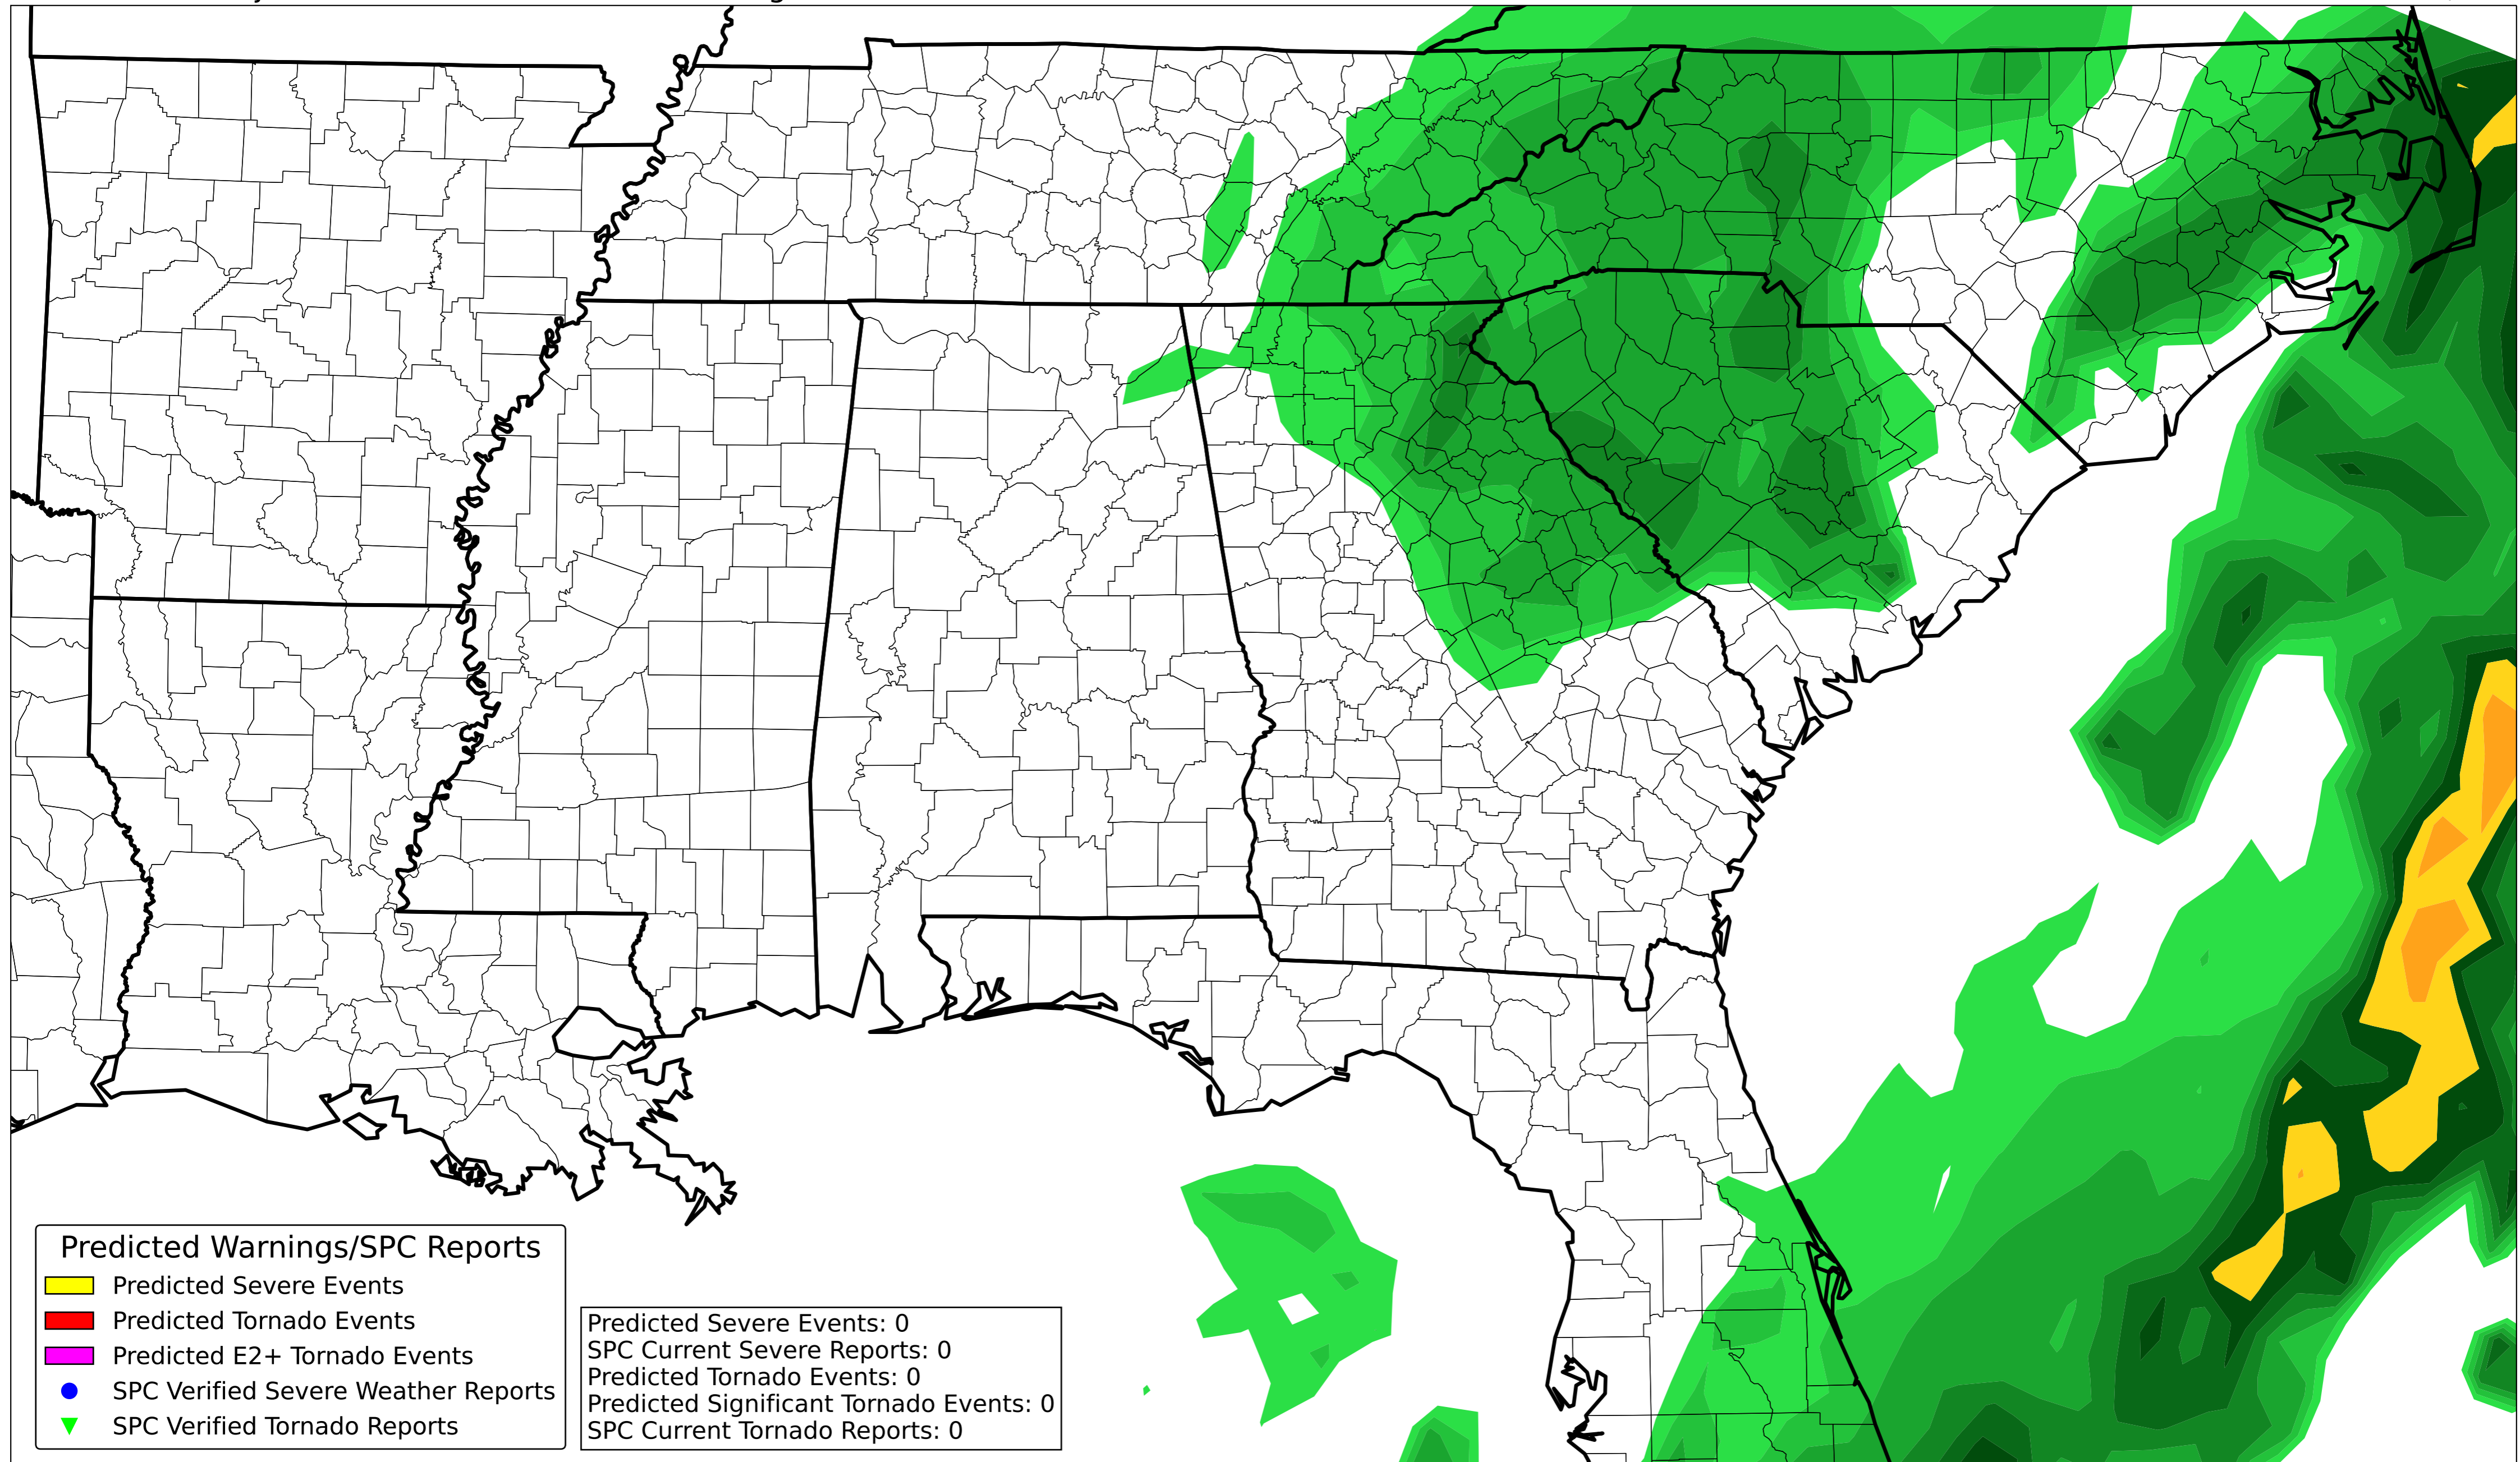 Predicted Warnings/SPC Reports
Predicted Severe Events
Predicted Tornado Events
Predicted E2+ Tornado Events
SPC Verified Severe Weather Reports
SPC Verified Tornado Reports
Predicted Severe Events: 0
SPC Current Severe Reports: 0
Predicted Tornado Events: 0
Predicted Significant Tornado Events: 0
SPC Current Tornado Reports: 0